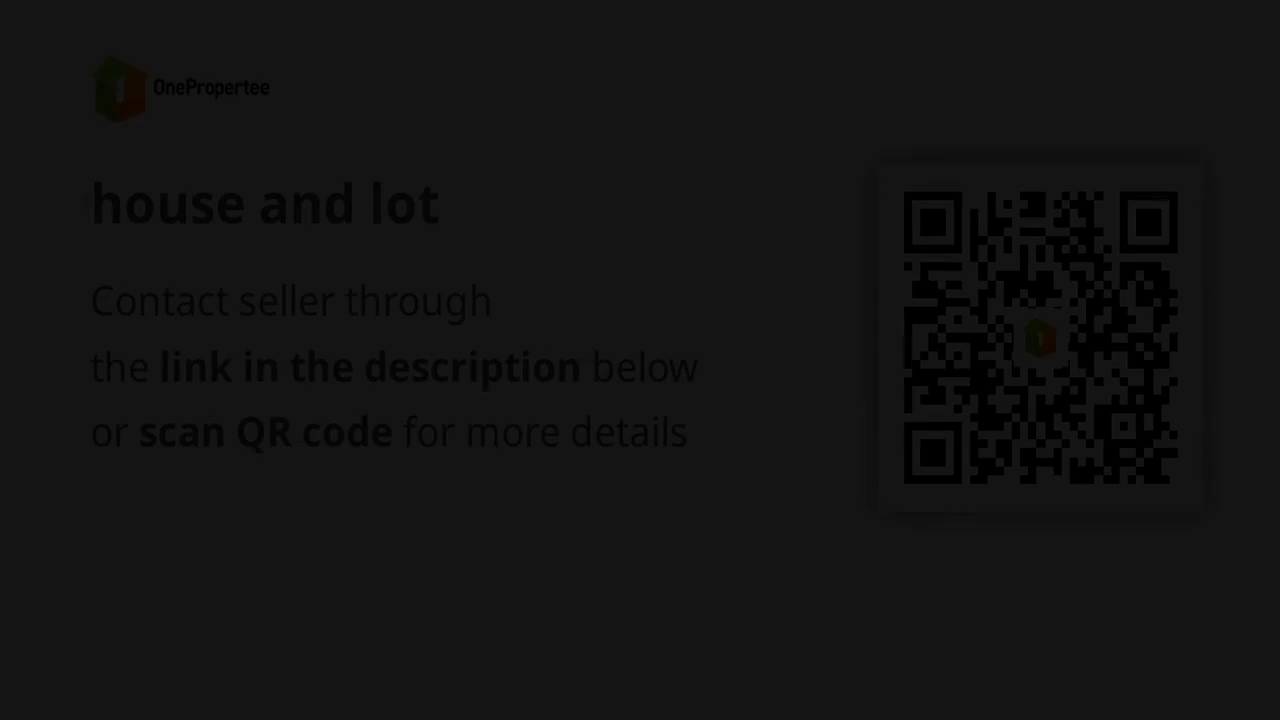 OnePropertee
house and lot
Contact seller through
the link in the description below
or scan QR code for more details